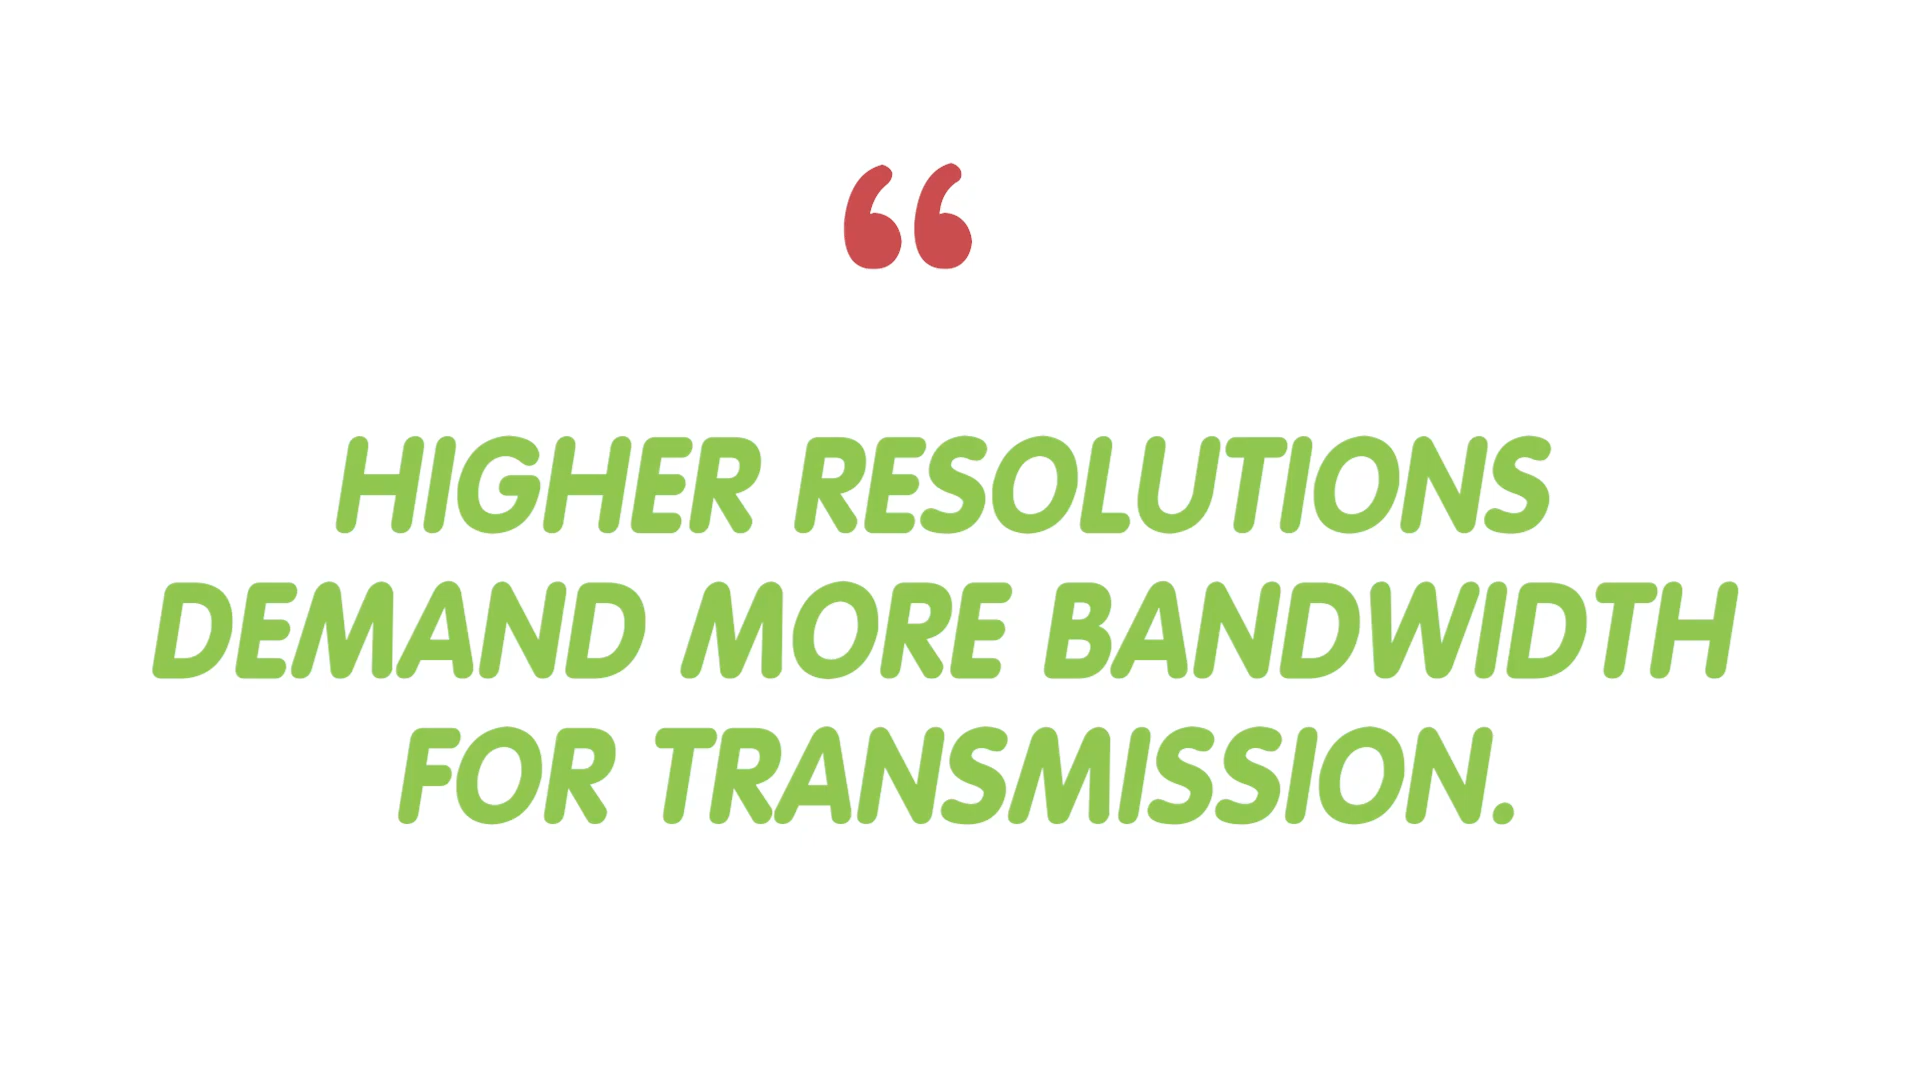 “
HIGHER RESOLUTIONS
DEMAND MORE BANDWIDTH
FOR TRANSMISSION.